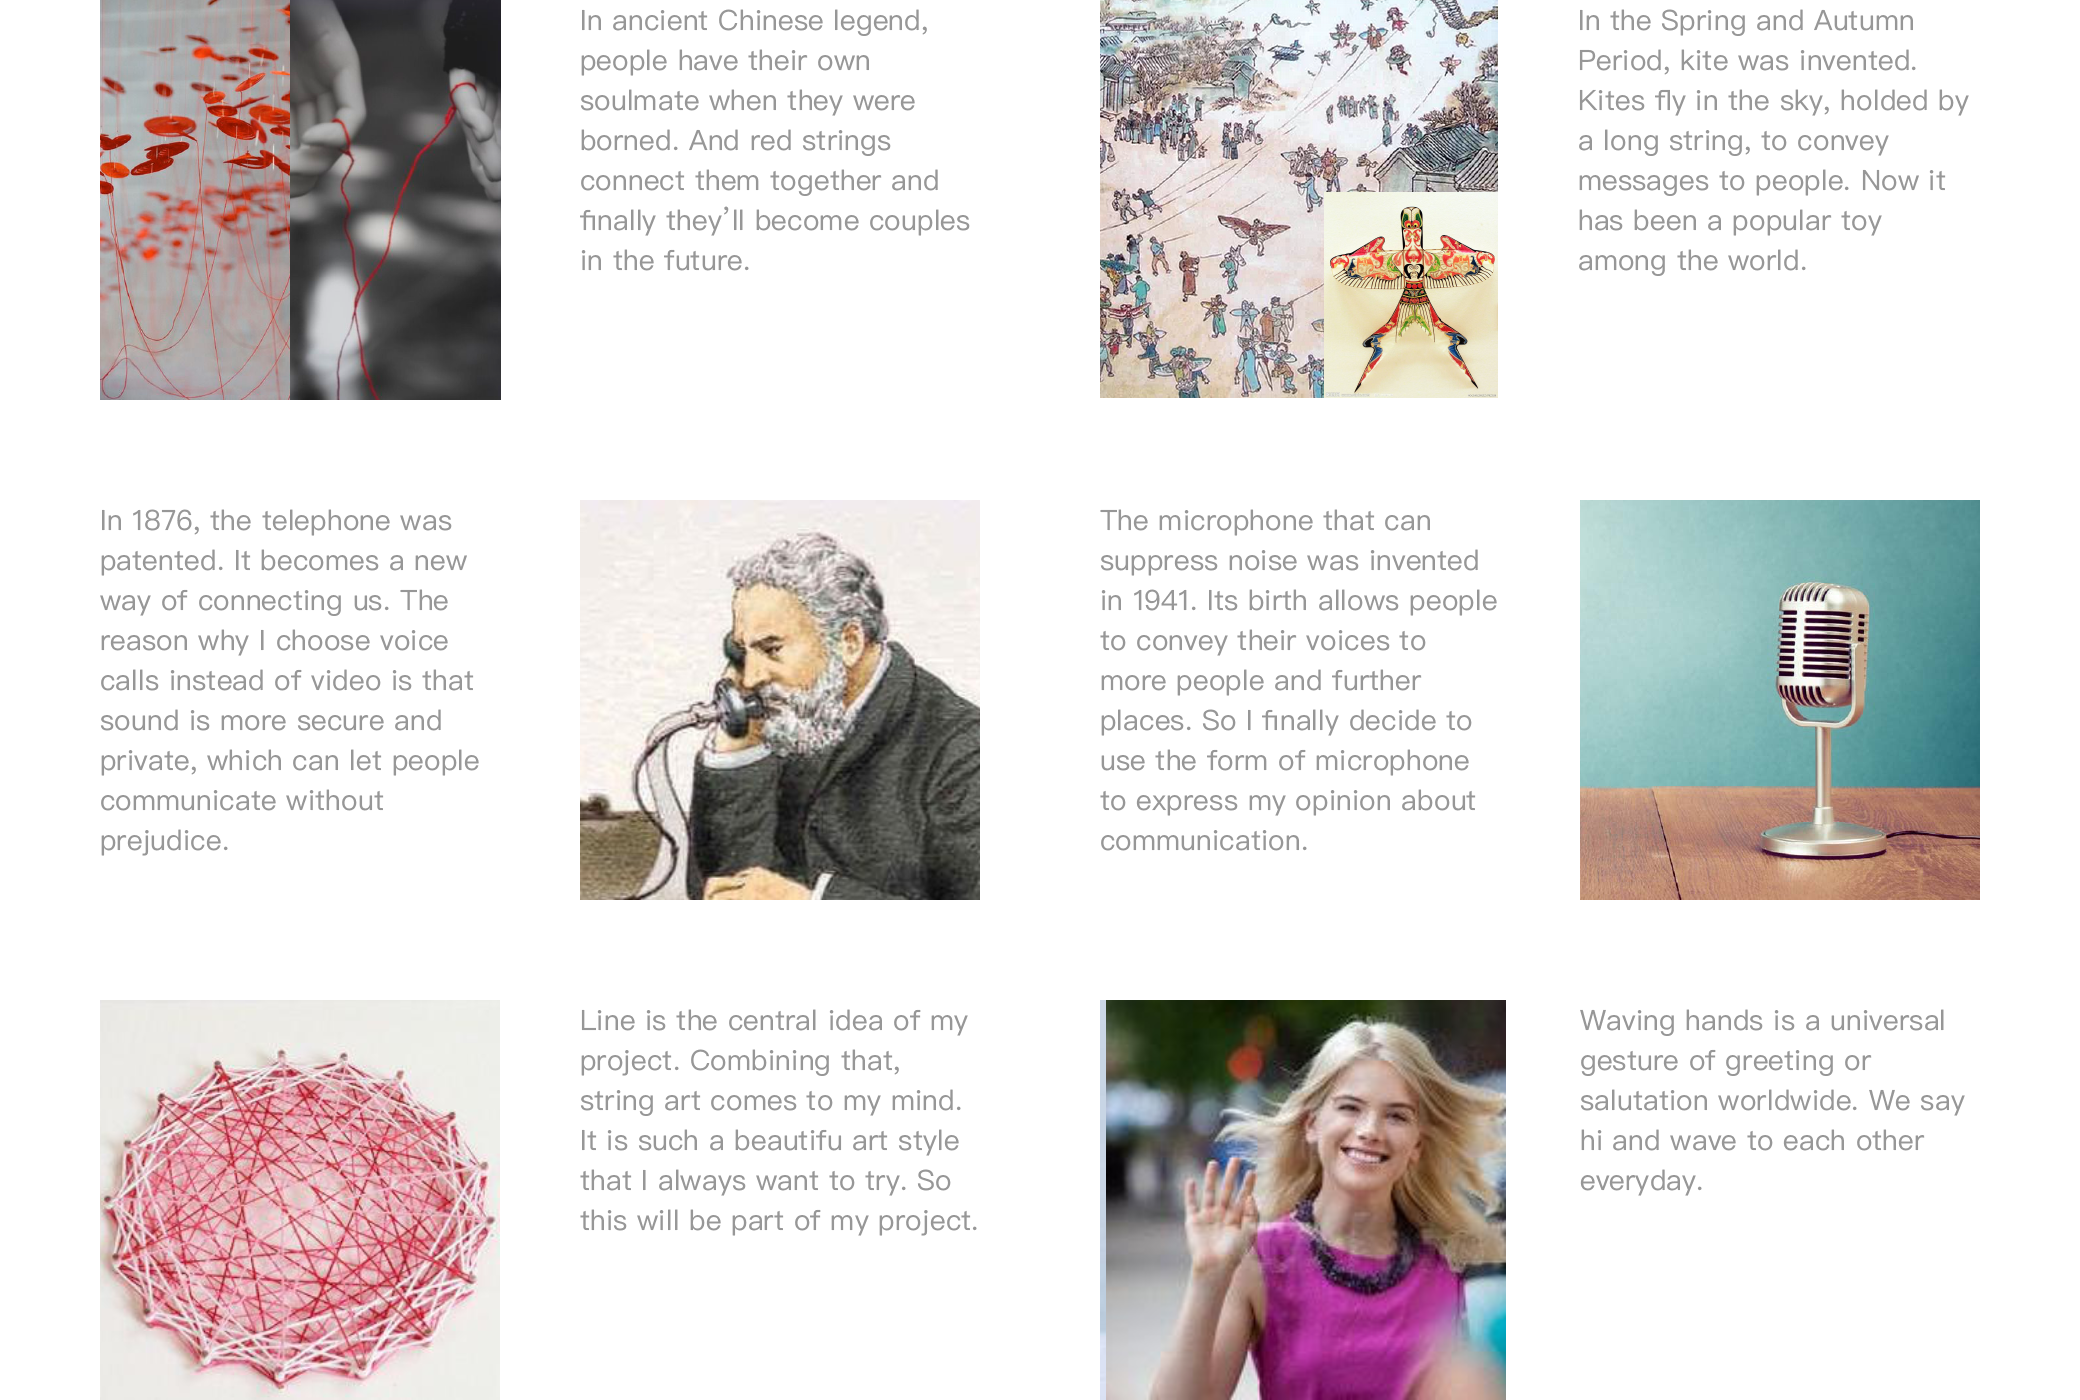 In ancient Chinese legend,
people have their own
soulmate when they were
borned. And red strings
connect them together and
finally they'll become couples
in the future.
In the Spring and Autumn
Period, kite was invented.
Kites fly in the sky, holded by
a long string, to convey
messages to people. Now it
has been a popular toy
among the world.
In 1876, the telephone was
patented. It becomes a new
way of connecting us. The
reason why I choose voice
calls instead of video is that
sound is more secure and
private, which can let people
communicate without
prejudice.
The microphone that can
suppress noise was invented
in 1941. Its birth allows people
to convey their voices to
more people and further
places. So I finally decide to
use the form of microphone
to express my opinion about
communication.
Line is the central idea of my
project. Combining that,
string art comes to my mind.
It is such a beautifu art style
that I always want to try. So
this will be part of my project.
Waving hands is a universal
gesture of greeting or
salutation worldwide. We say
hi and wave to each other
everyday.